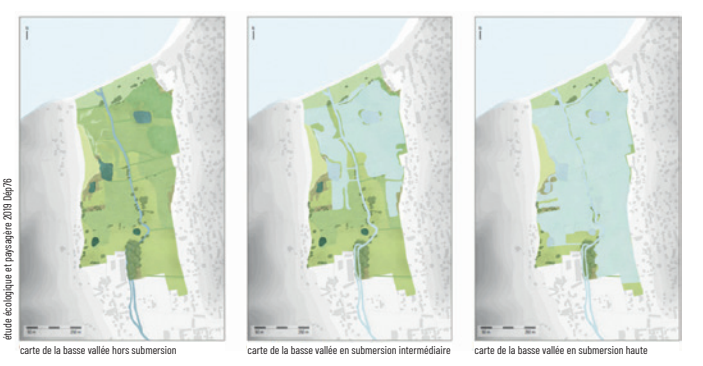 étude écologique et paysagère 2019 Dép76
carte de la basse vallée hors submersion
carte de la basse vallée en submersion intermédiaire
carte de la basse vallée en submersion haute